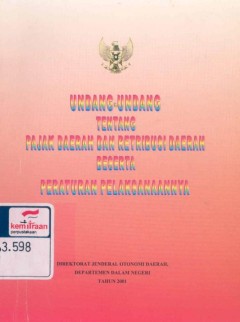 UNDANG-UNDANG
TENTANG
PAJAK DAERAH DAN RETRIBUSI DAERAH
BESERTA
PERATURAN PELAKSANAANNYA
kemitraan
perpustakaan
3.598
DIREKTORAT JENDERAL OTONOMI DAERAH,
DEPARTEMEN DALAM NEGERI
TAHUN 2001